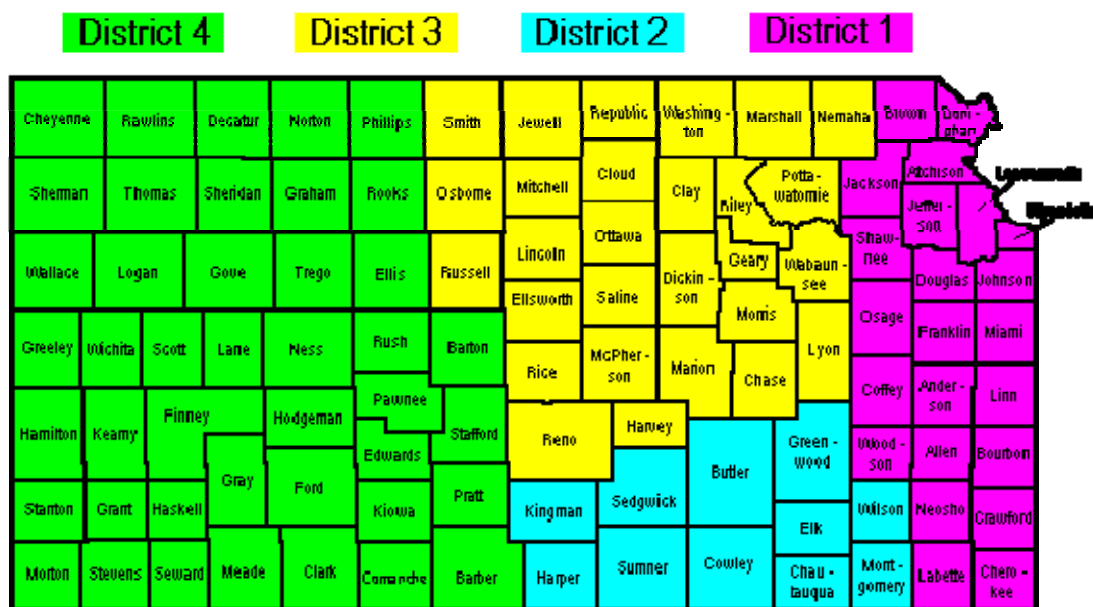 District 4 District 3 District 2 District 1
Cheyenne Rawlins Decatur Norton Phillips Smith Jewell Republic Washing - ton Marshall Nemaha Brown Doni - phan
Sherman Thomas Sheridan Graham Rooks Osborne Mitchell Cloud Clay Riley Potta - watomie Jackson Atchison
Jeffer - son
Wallace Logan Gove Trego Ellis Russell Lincoln Ottawa Geary Wabaun - see Shaw - nee
Ellsworth Saline Dickin - son Morris Douglas Johnson
Greeley Wichita Scott Lane Ness Rush Barton Rice McPher - son Marion Chase Lyon Osage Franklin Miami
Hamilton Kearny Finney Hodgeman Pawnee Stafford Reno Harvey Coffey Ander - son Linn
Gray Ford Edwards Sedgwick Butler Green - wood Wood - son Allen Bourbon
Stanton Grant Haskell Kiowa Pratt Kingman Elk Wilson Neosho Crawford
Morton Stevens Seward Meade Clark Comanche Barber Harper Sumner Cowley Chau - tauqua Mont - gomery Labette Chero - kee